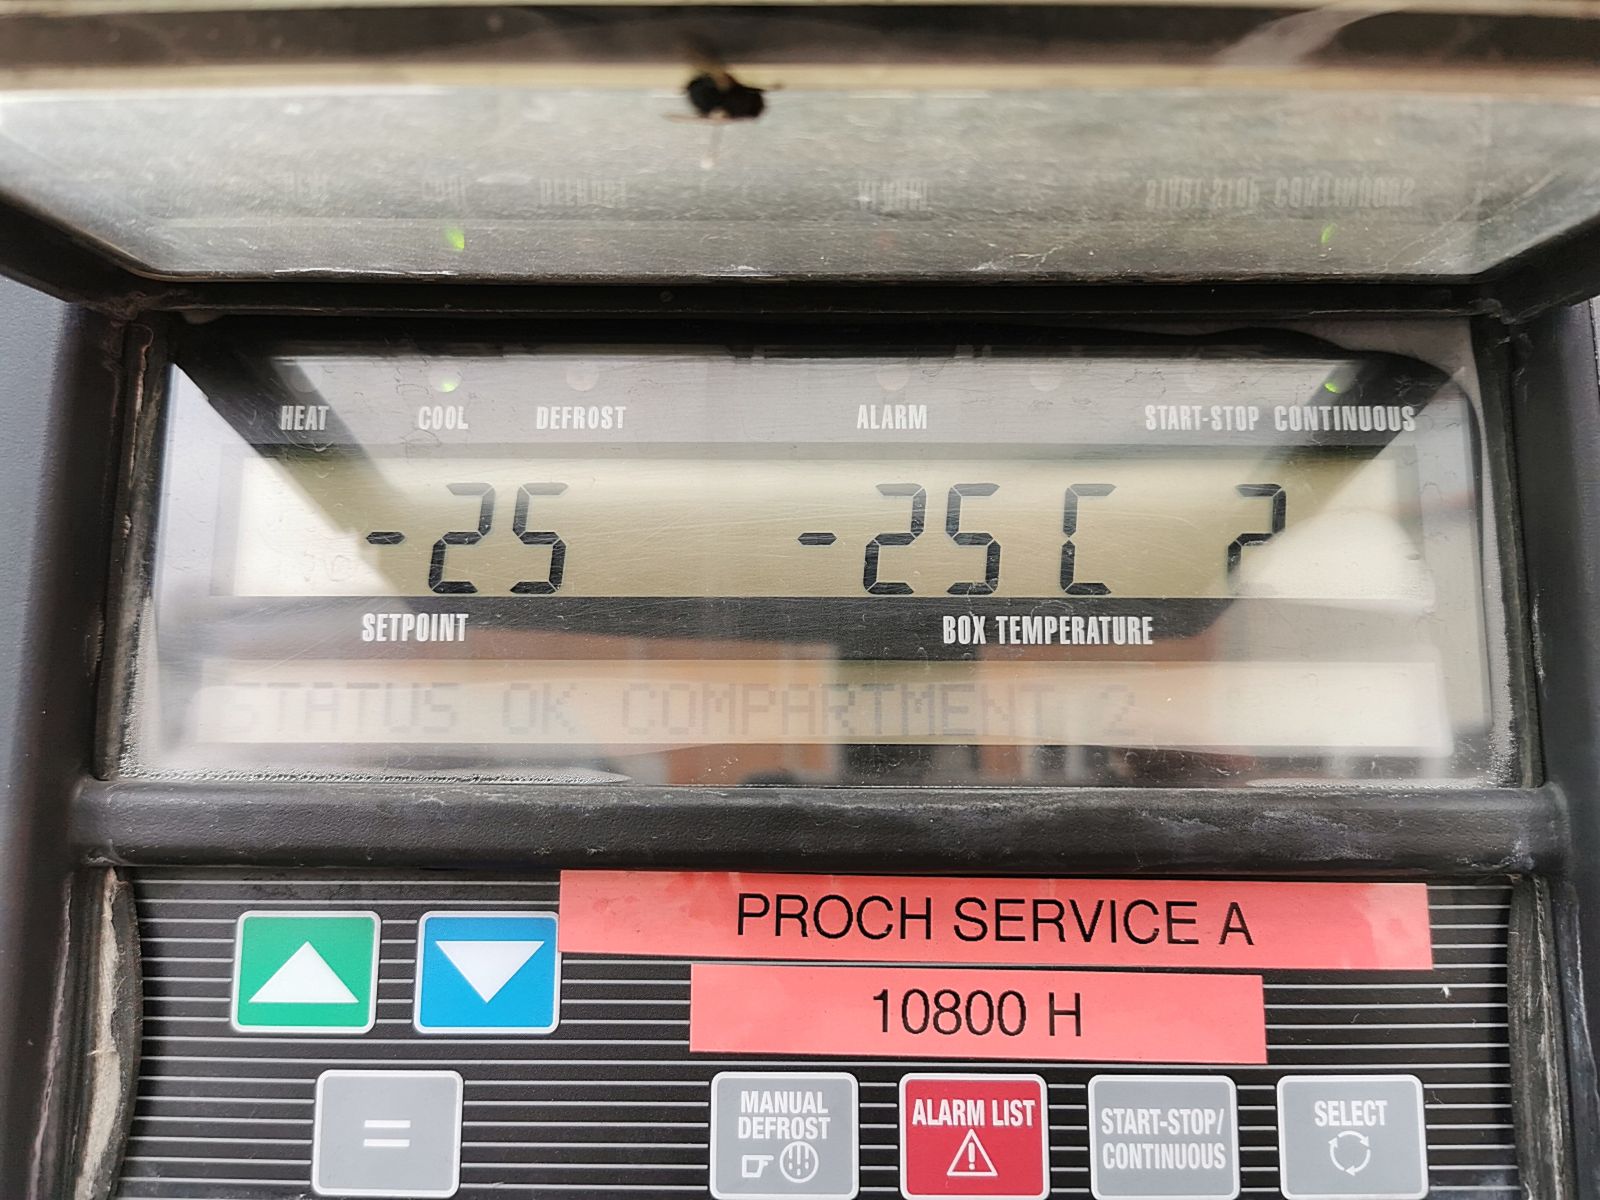 HEAT COOL DEFROST ALARM START-STOP CONTINUOUS
-25 -25 C 2
SETPOINT BOX TEMPERATURE
STATUS OK COMPARTMENT 2
PROCH SERVICE A
10800 H
= MANUAL DEFROST ALARM LIST START-STOP/ CONTINUOUS SELECT